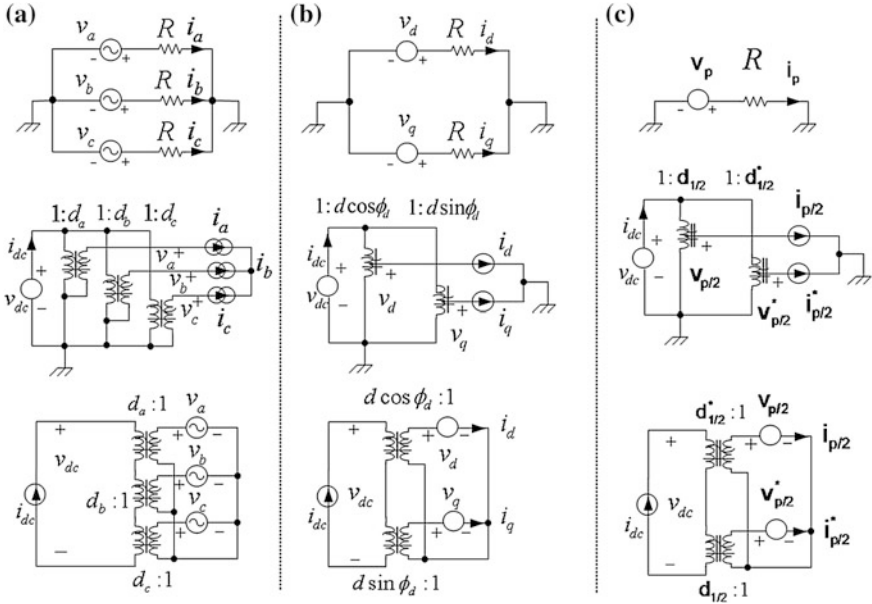 (a) (b) (c)
v_a R i_a
- +
v_b R i_b
- +
v_c R i_c
- +
v_d R i_d
- +
v_q R i_q
- +
v_p R i_p
- +
1:d_a 1:d_b 1:d_c i_a
i_dc
+
v_dc
-
v_a^+
v_b^+
v_c^+
i_b
i_c
1:d cosϕ_d 1:d sinϕ_d
i_dc
+
v_dc
-
+
v_d
i_d
+
v_q
i_q
1:d_1/2 1:d*_1/2
i_dc
+
v_dc
-
+
v_p/2
i_p/2
+
v*_p/2
i*_p/2
d_a:1 v_a
+
v_dc
-
i_dc
+ -
d_b:1 v_b
+ -
v_c
+ -
d_c:1
d cos ϕ_d :1
+
v_dc
-
i_dc
+ -
v_d
i_d
v_q
+ -
i_q
d sin ϕ_d :1
d*_1/2 :1 v_p/2
+
v_dc
-
i_dc
+ -
i_p/2
v*_p/2
+ -
i*_p/2
d_1/2 :1